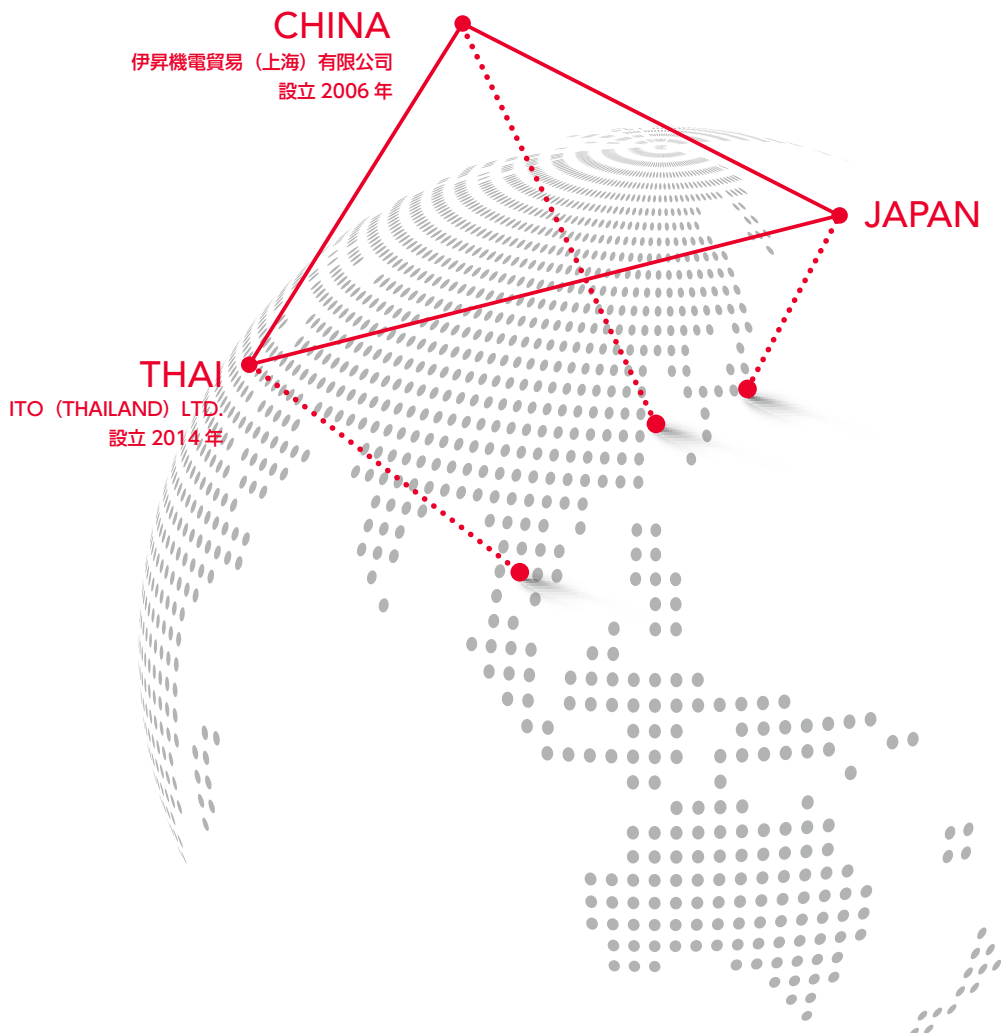 CHINA
伊昇機電貿易（上海）有限公司
設立 2006 年
JAPAN
THAI
ITO（THAILAND）LTD.
設立 2014 年